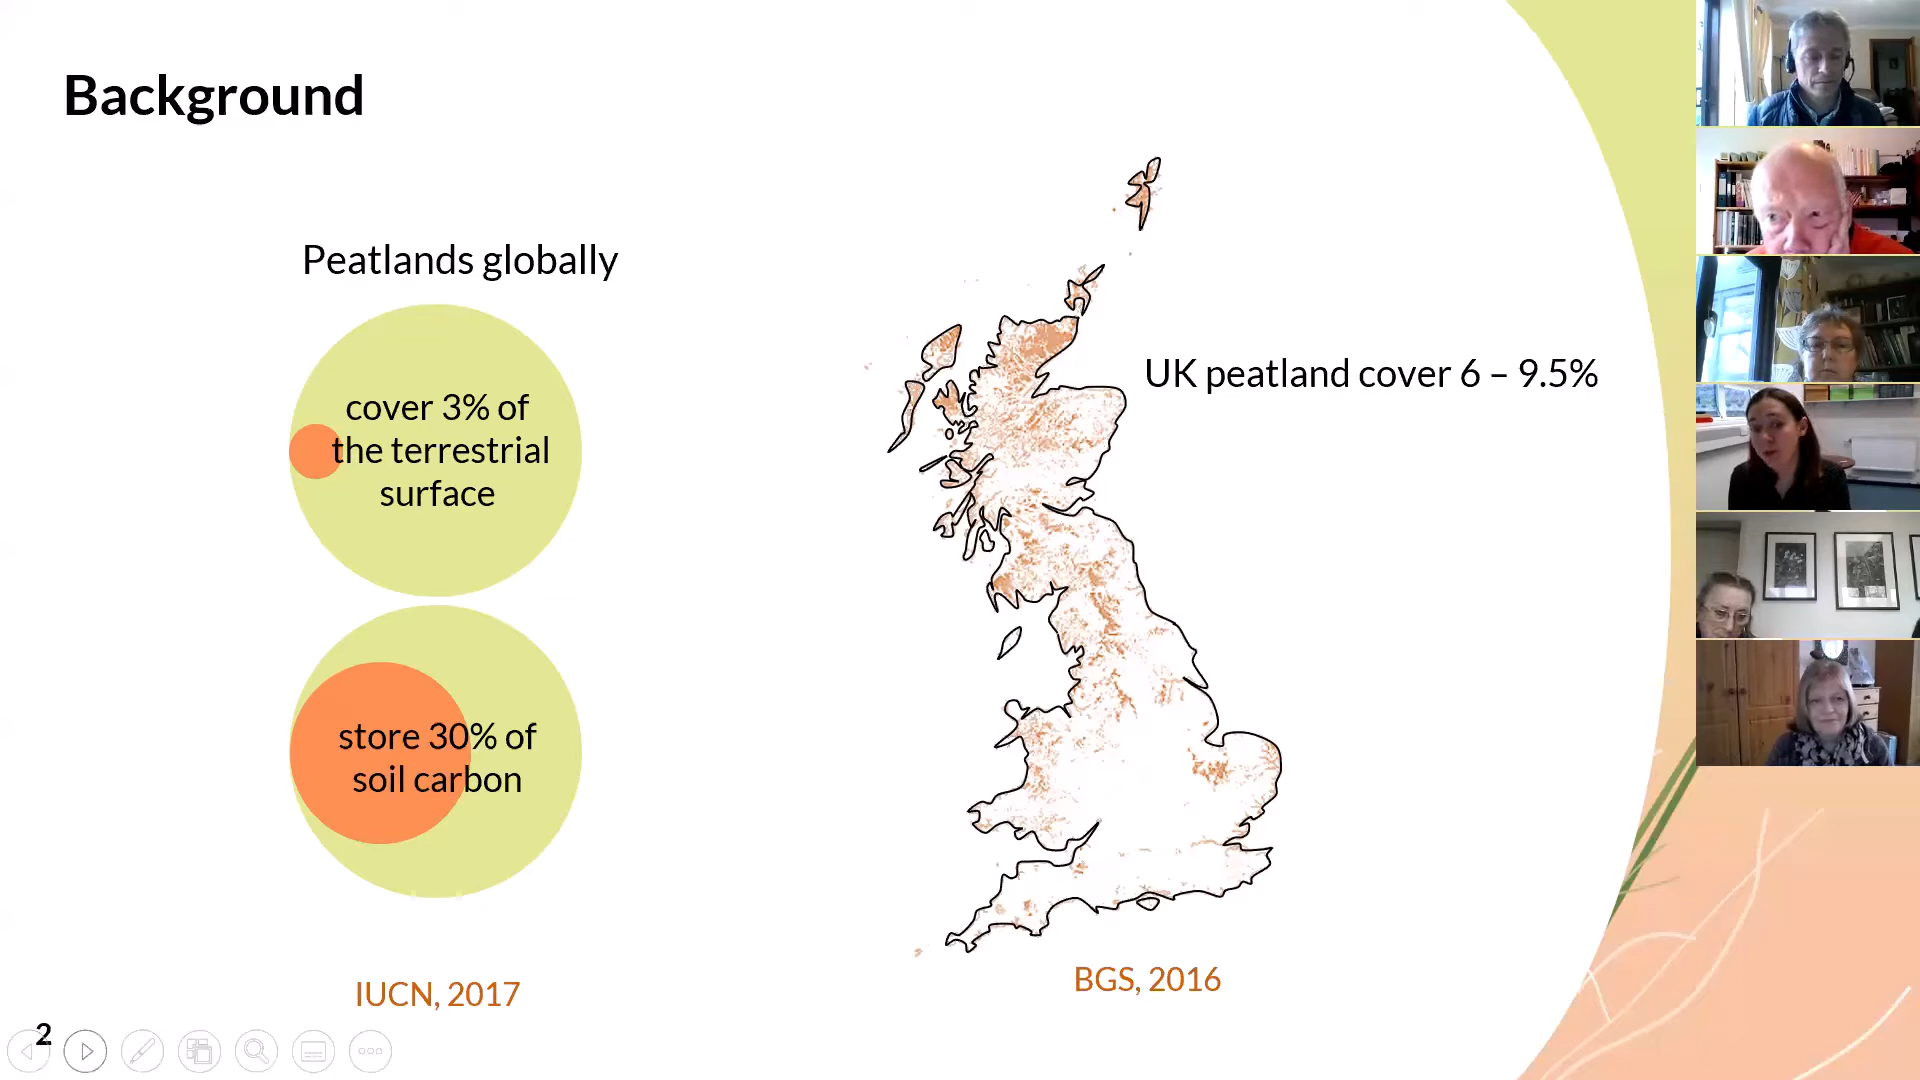 Background
Peatlands globally
cover 3% of
the terrestrial
surface
store 30% of
soil carbon
IUCN, 2017
UK peatland cover 6 – 9.5%
BGS, 2016
2